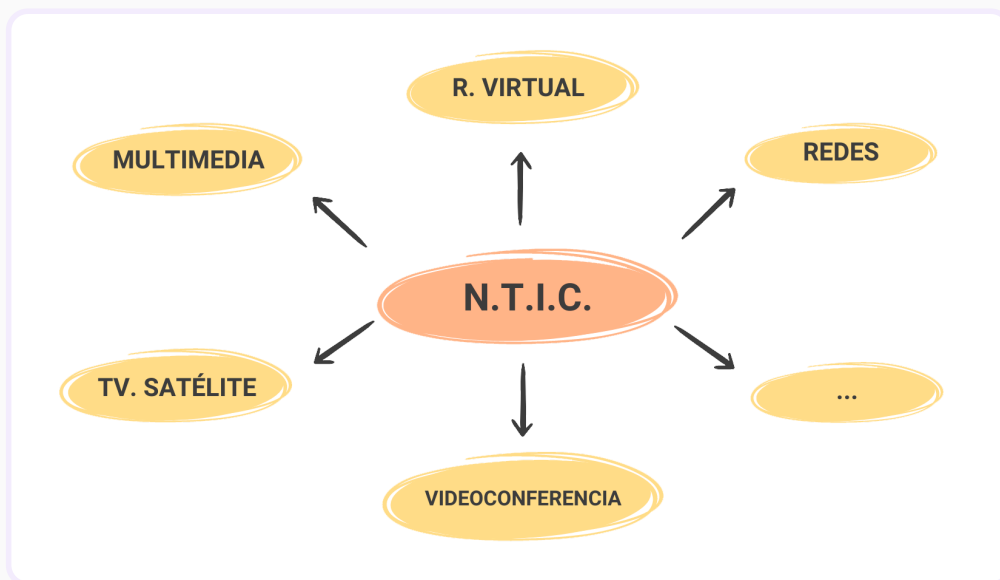 R. VIRTUAL
MULTIMEDIA
REDES
N.T.I.C.
TV. SATÉLITE
...
VIDEOCONFERENCIA